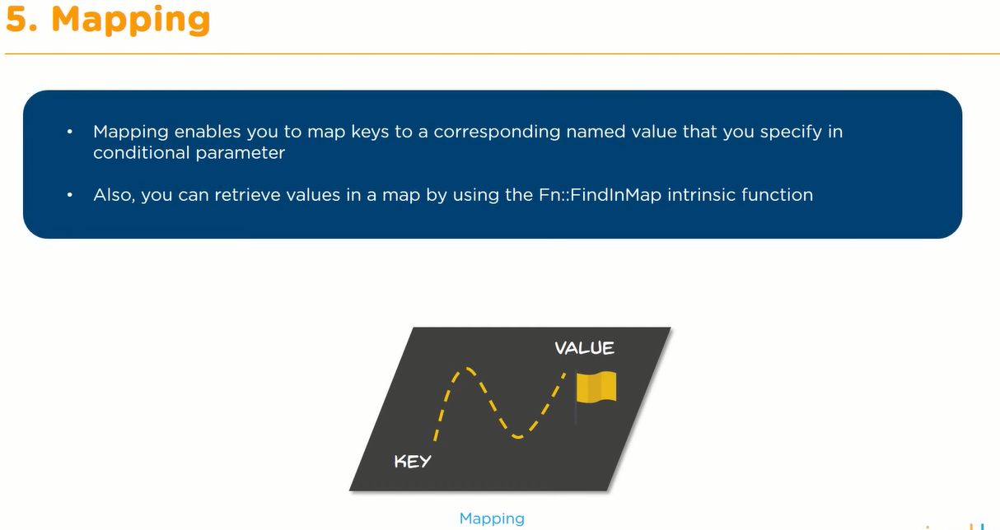 5. Mapping
• Mapping enables you to map keys to a corresponding named value that you specify in
conditional parameter
• Also, you can retrieve values in a map by using the Fn::FindInMap intrinsic function
VALUE
KEY
Mapping